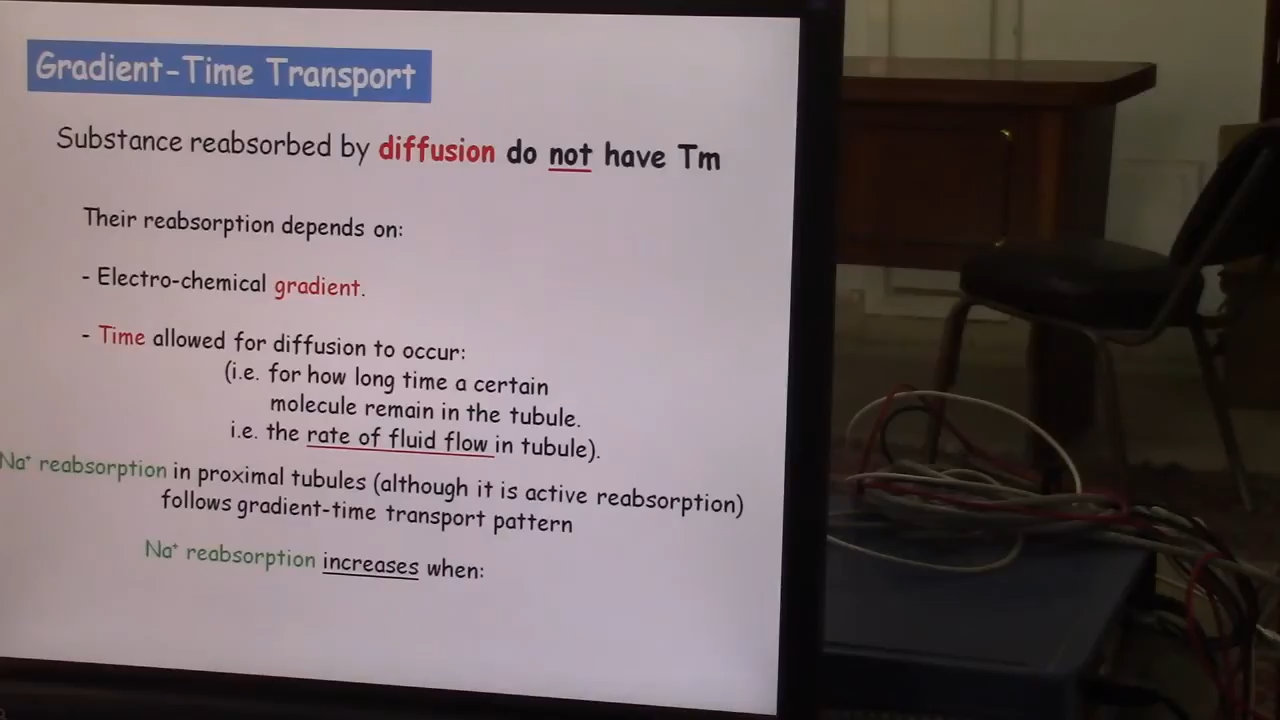 Gradient-Time Transport
Substance reabsorbed by diffusion do not have Tm
Their reabsorption depends on:
- Electro-chemical gradient.
- Time allowed for diffusion to occur:
(i.e. for how long time a certain
molecule remain in the tubule.
i.e. the rate of fluid flow in tubule).
Na⁺ reabsorption in proximal tubules (although it is active reabsorption)
follows gradient-time transport pattern
Na⁺ reabsorption increases when: